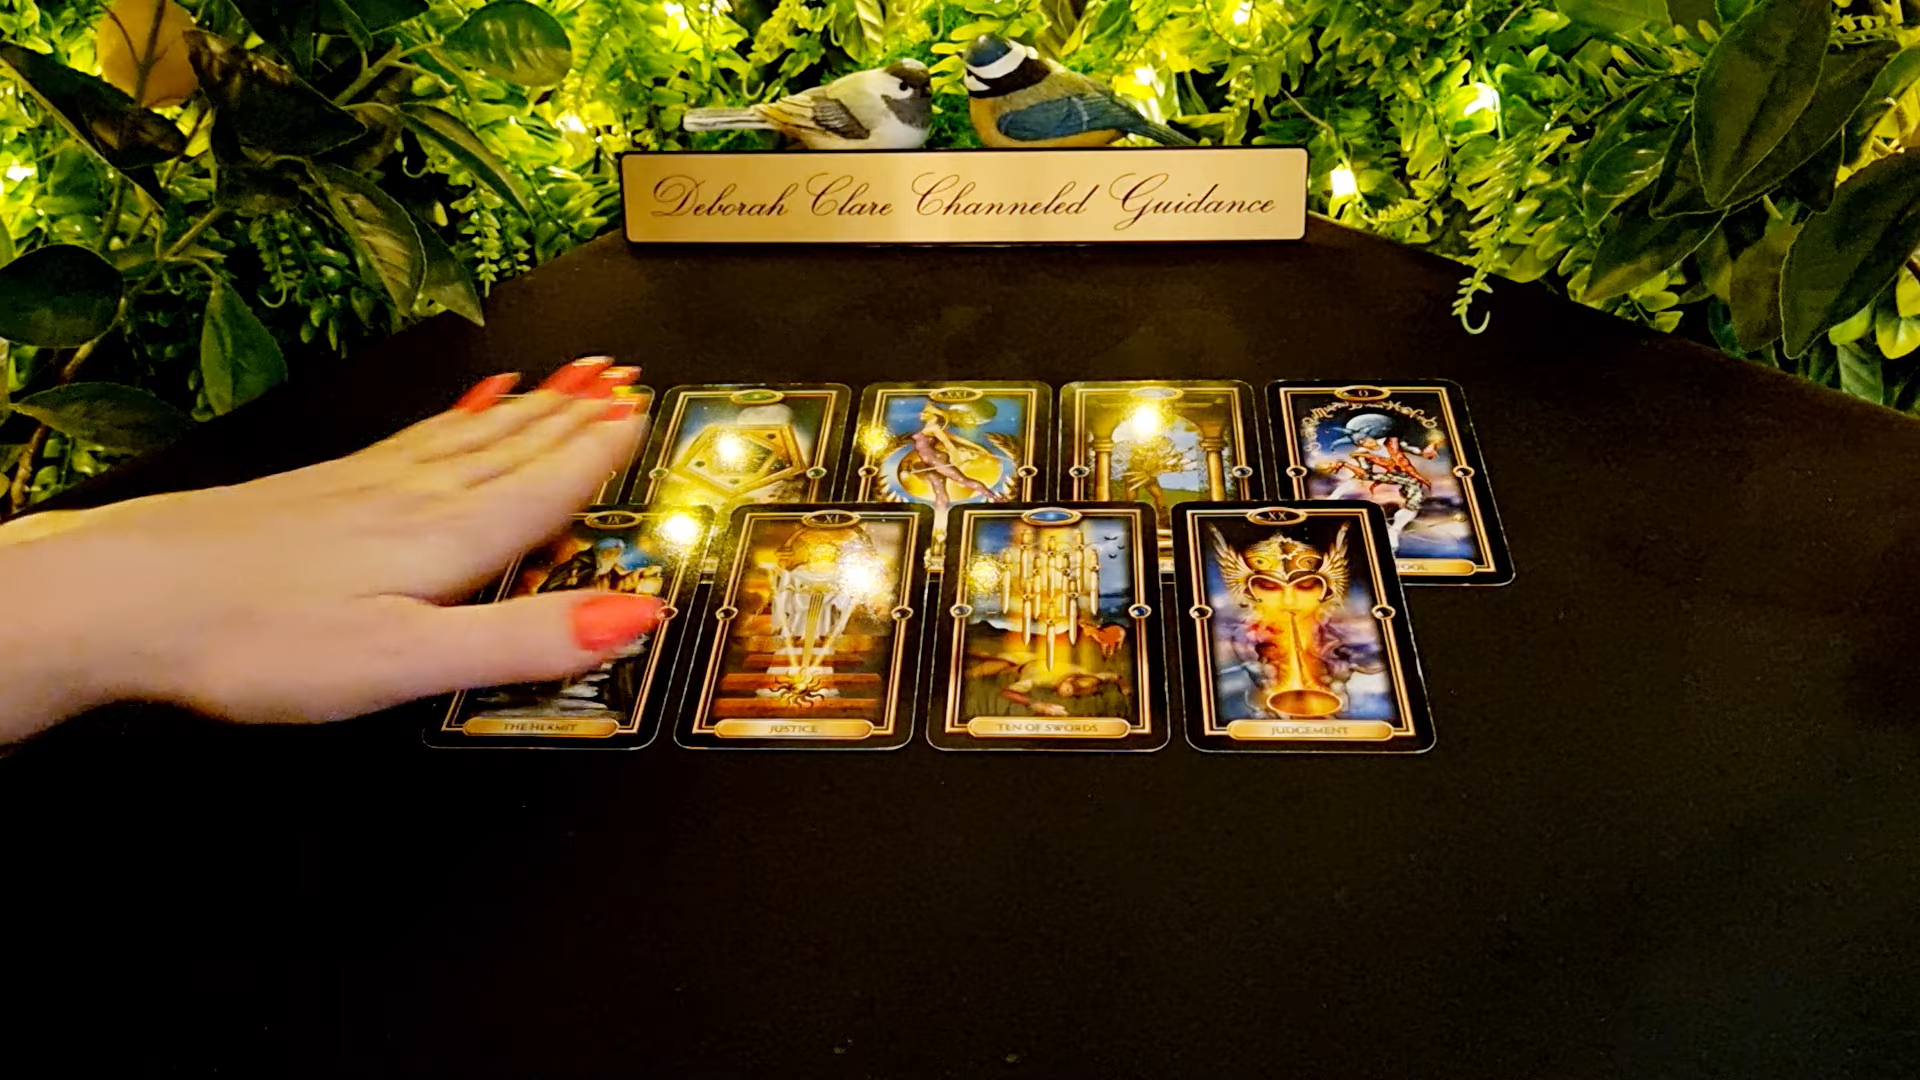 Deborah Clare Channeled Guidance
XXI
0
IX
XI
XX
THE HERMIT
JUSTICE
TEN OF SWORDS
JUDGEMENT